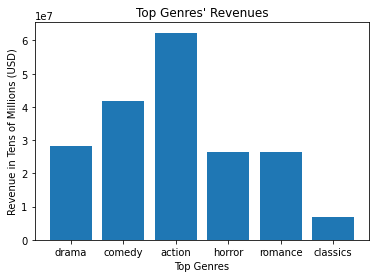 Top Genres' Revenues
1e7
Revenue in Tens of Millions (USD)
6
5
4
3
2
1
0
drama comedy action horror romance classics
Top Genres